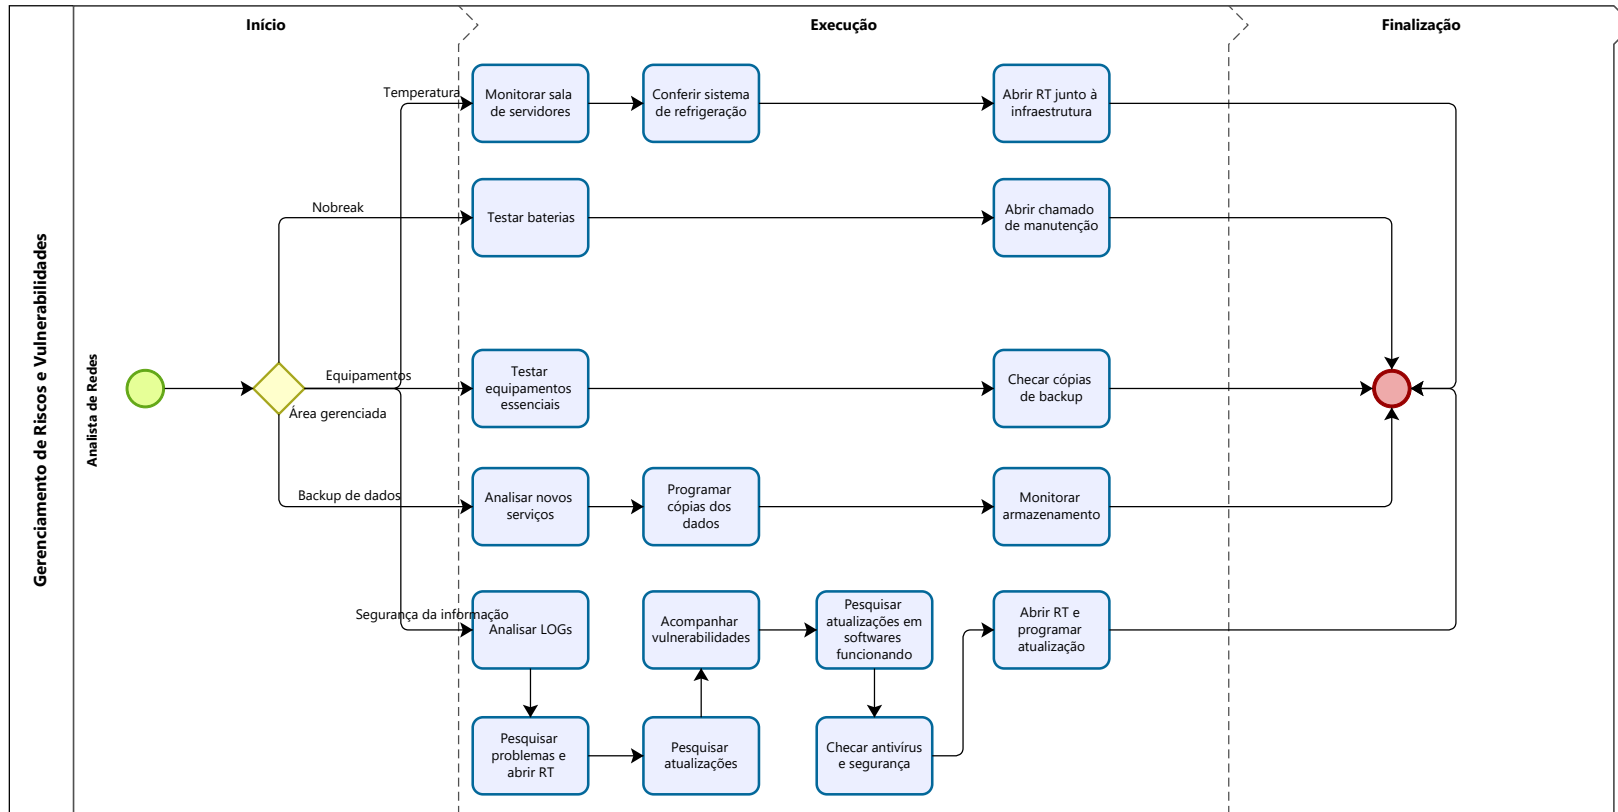 Gerenciamento de Riscos e Vulnerabilidades
Analista de Redes
Início
Execução
Finalização
Temperatura
Monitorar sala
de servidores
Conferir sistema
de refrigeração
Abrir RT junto à
infraestrutura
Nobreak
Testar baterias
Abrir chamado
de manutenção
Equipamentos
Área gerenciada
Testar
equipamentos
essenciais
Checar cópias
de backup
Backup de dados
Analisar novos
serviços
Programar
cópias dos
dados
Monitorar
armazenamento
Segurança da informação
Analisar LOGs
Acompanhar
vulnerabilidades
Pesquisar
atualizações em
softwares
funcionando
Abrir RT e
programar
atualização
Pesquisar
problemas e
abrir RT
Pesquisar
atualizações
Checar antivírus
e segurança